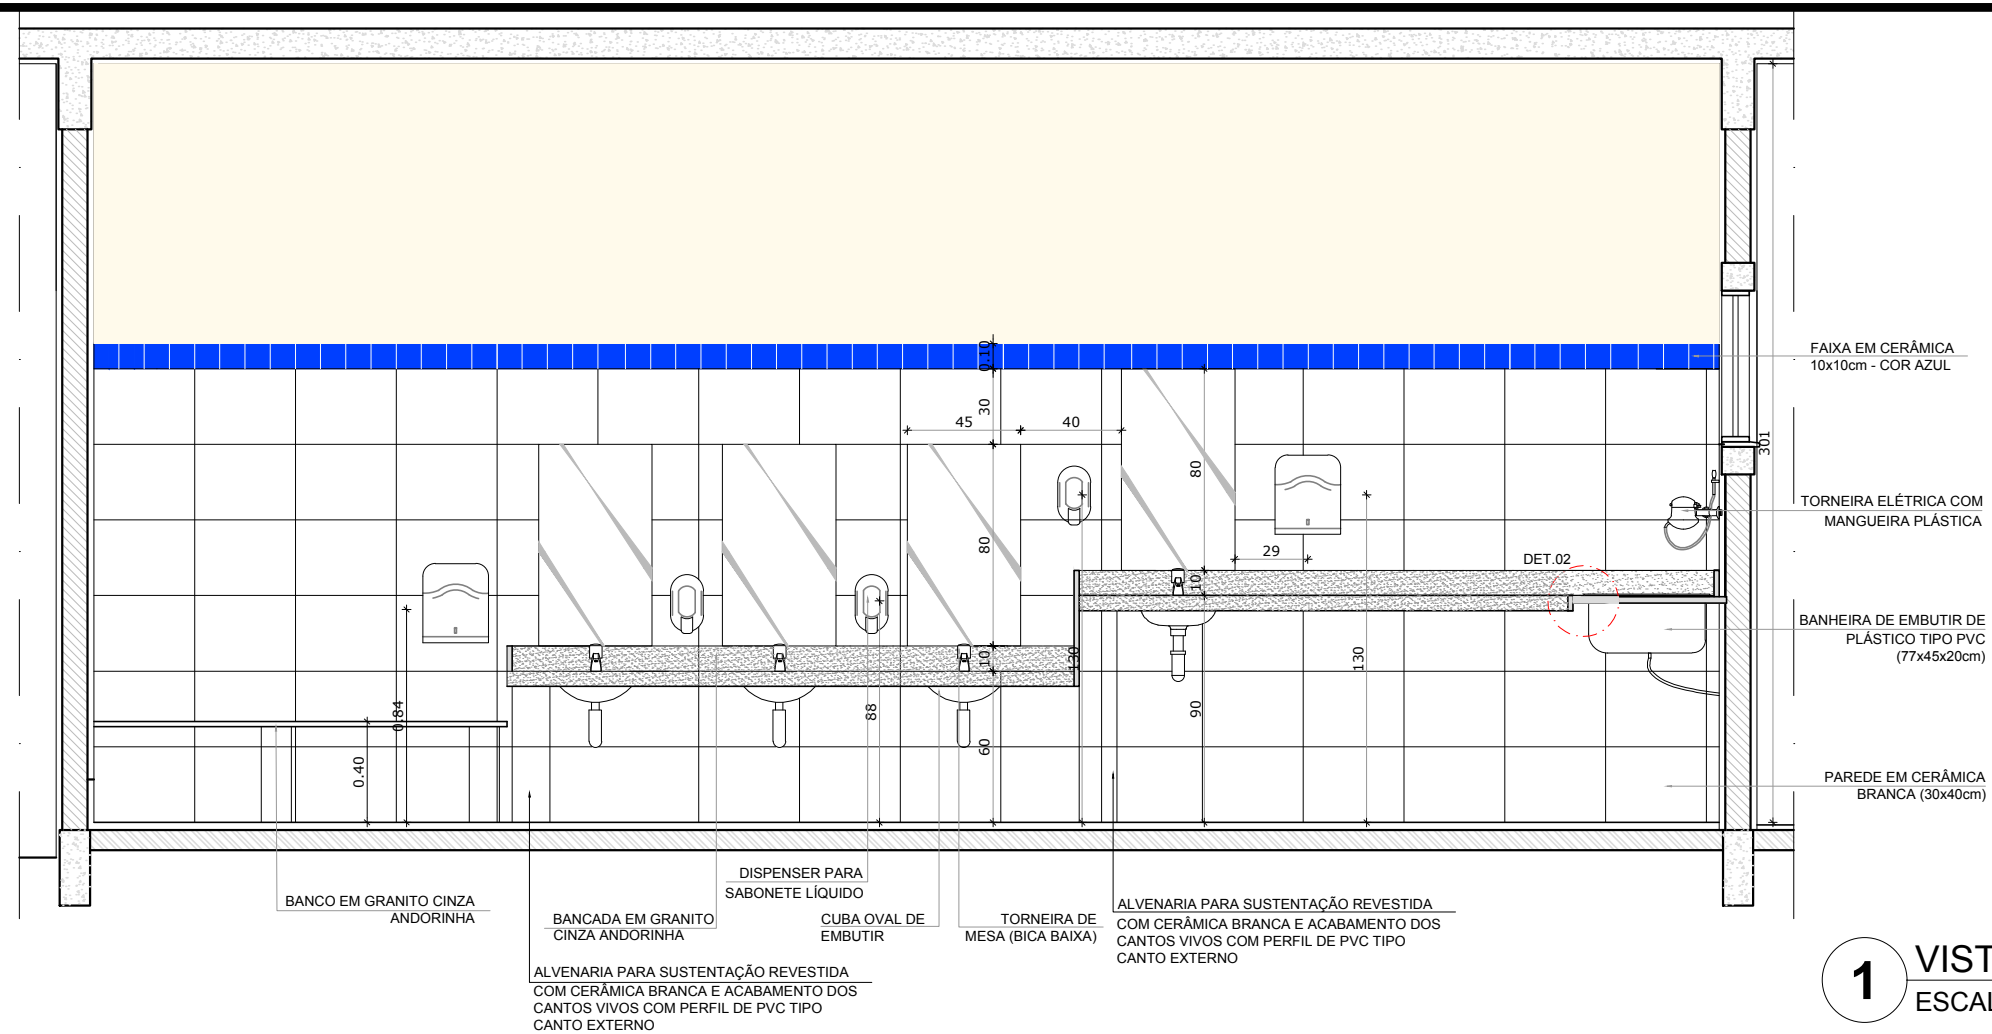 0.10
30
45
40
80
80
301
29
DET.02
10
10
130
130
88
90
60
0.84
0.40
FAIXA EM CERÂMICA
10x10cm - COR AZUL
TORNEIRA ELÉTRICA COM
MANGUEIRA PLÁSTICA
BANHEIRA DE EMBUTIR DE
PLÁSTICO TIPO PVC
(77x45x20cm)
PAREDE EM CERÂMICA
BRANCA (30x40cm)
BANCO EM GRANITO CINZA
ANDORINHA
ALVENARIA PARA SUSTENTAÇÃO REVESTIDA
COM CERÂMICA BRANCA E ACABAMENTO DOS
CANTOS VIVOS COM PERFIL DE PVC TIPO
CANTO EXTERNO
BANCADA EM GRANITO
CINZA ANDORINHA
DISPENSER PARA
SABONETE LÍQUIDO
CUBA OVAL DE
EMBUTIR
TORNEIRA DE
MESA (BICA BAIXA)
ALVENARIA PARA SUSTENTAÇÃO REVESTIDA
COM CERÂMICA BRANCA E ACABAMENTO DOS
CANTOS VIVOS COM PERFIL DE PVC TIPO
CANTO EXTERNO
1
VIST
ESCAL